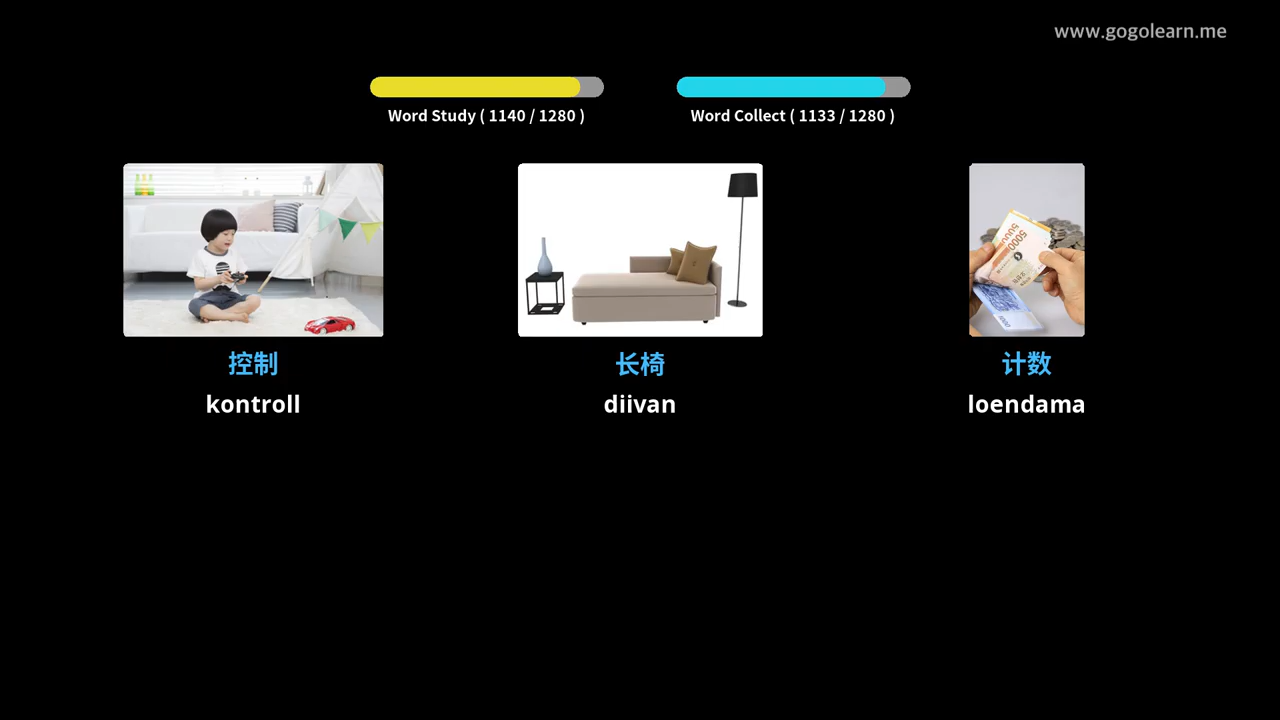 www.gogolearn.me
Word Study ( 1140 / 1280 )
Word Collect ( 1133 / 1280 )
控制
长椅
计数
kontroll
diivan
loendama